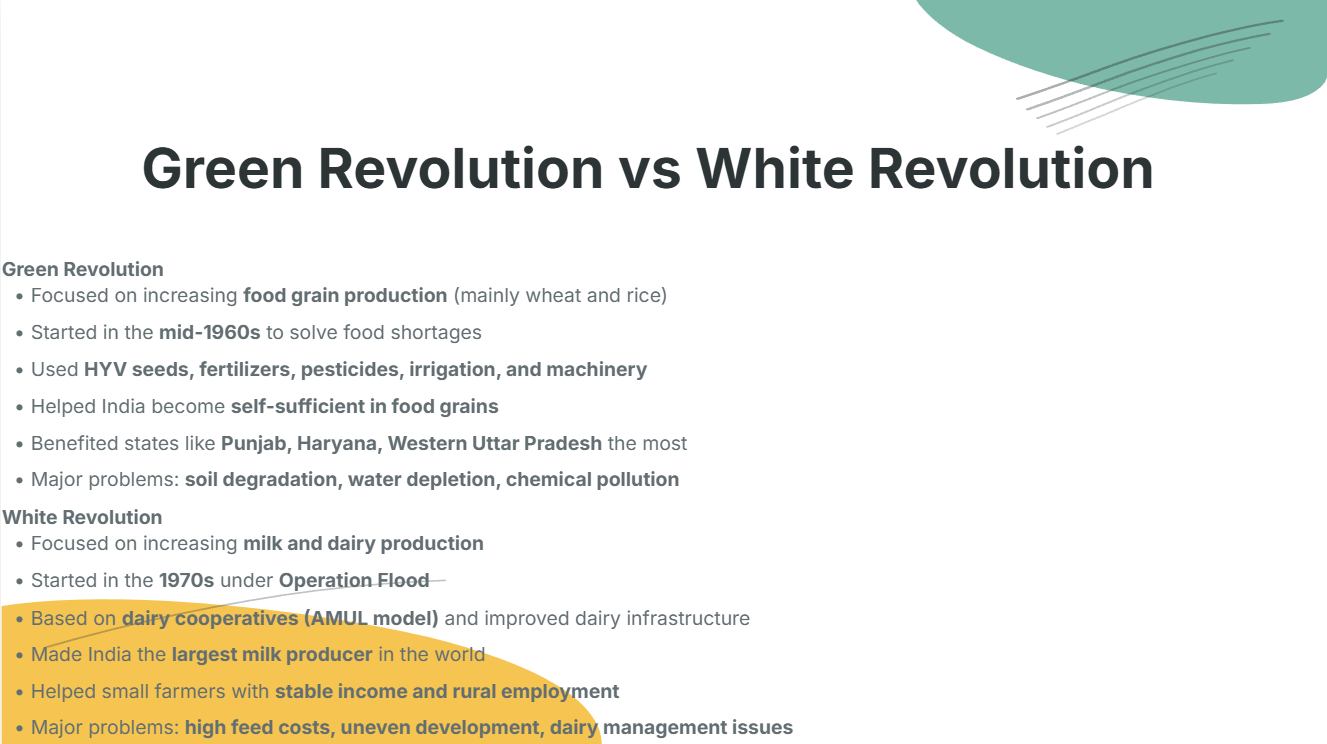 Green Revolution vs White Revolution
Green Revolution
• Focused on increasing food grain production (mainly wheat and rice)
• Started in the mid-1960s to solve food shortages
• Used HYV seeds, fertilizers, pesticides, irrigation, and machinery
• Helped India become self-sufficient in food grains
• Benefited states like Punjab, Haryana, Western Uttar Pradesh the most
• Major problems: soil degradation, water depletion, chemical pollution
White Revolution
• Focused on increasing milk and dairy production
• Started in the 1970s under Operation Flood
• Based on dairy cooperatives (AMUL model) and improved dairy infrastructure
• Made India the largest milk producer in the world
• Helped small farmers with stable income and rural employment
• Major problems: high feed costs, uneven development, dairy management issues